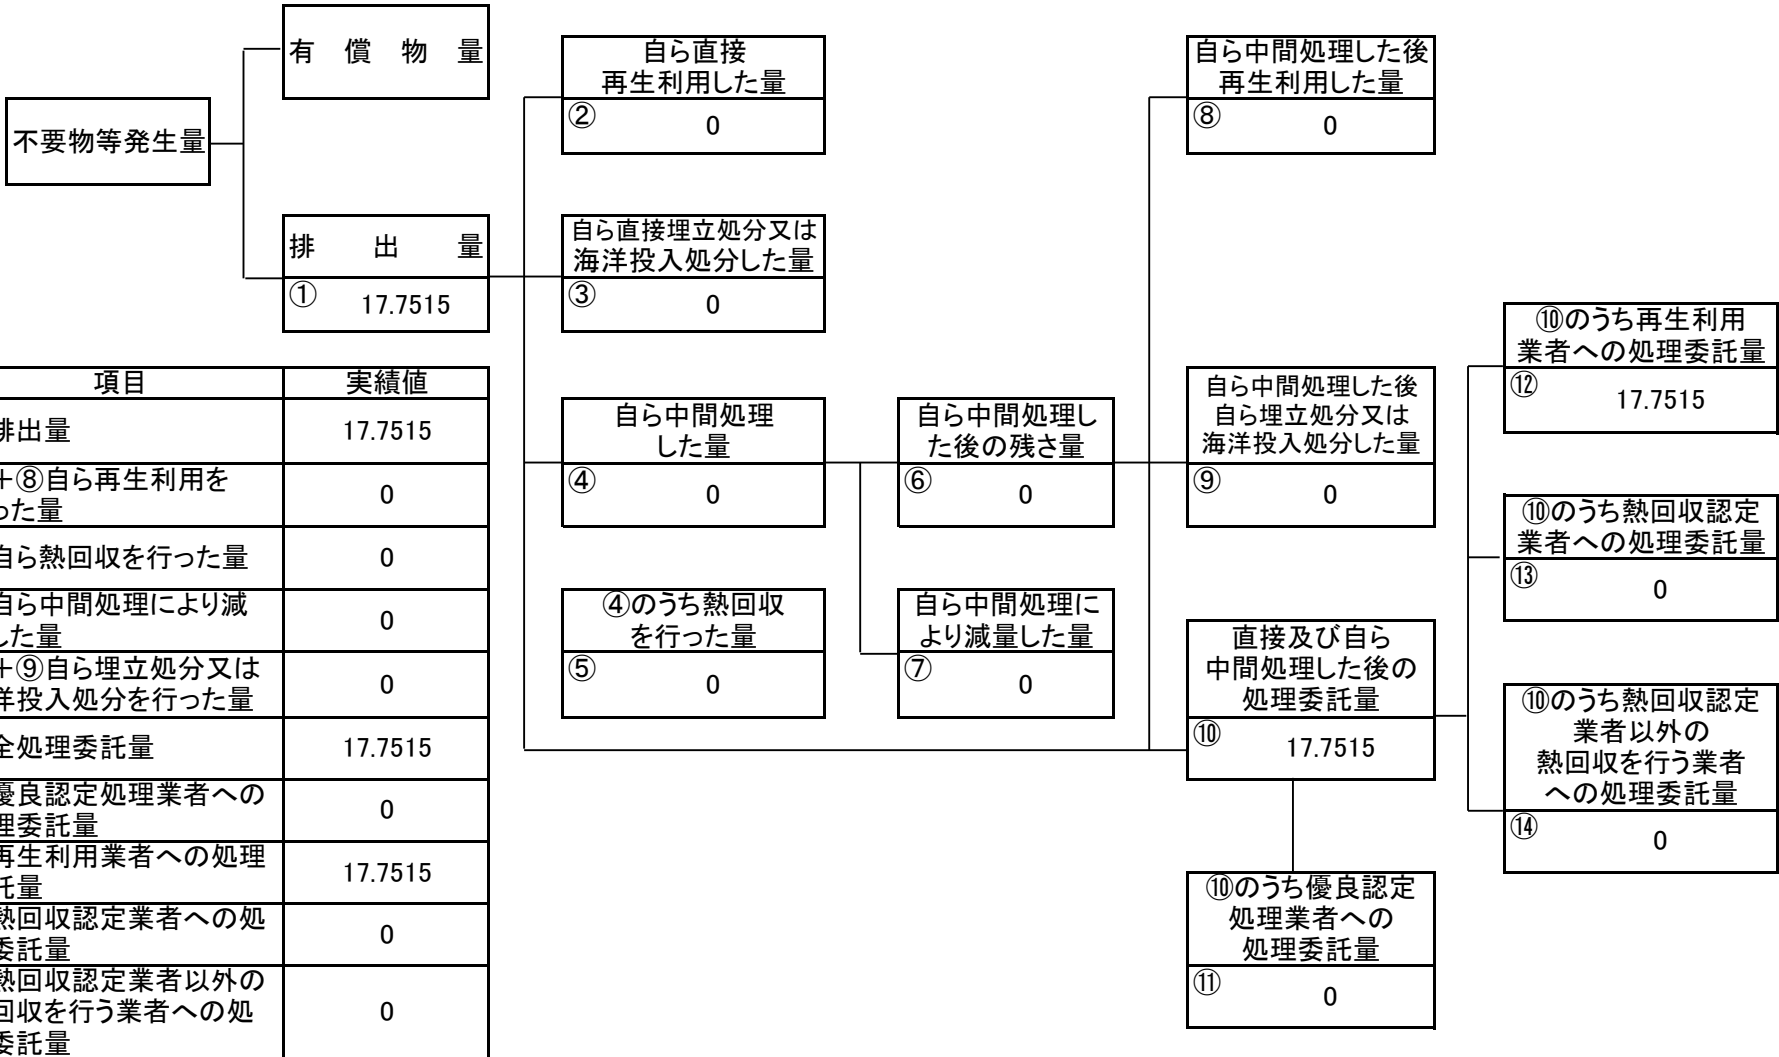 有償物量
不要物等発生量
排出量
①
17.7515
自ら直接
再生利用した量
②
0
自ら直接埋立処分又は
海洋投入処分した量
③
0
自ら中間処理
した量
④
0
④のうち熱回収
を行った量
⑤
0
自ら中間処理し
た後の残さ量
⑥
0
自ら中間処理に
より減量した量
⑦
0
自ら中間処理した後
再生利用した量
⑧
0
自ら中間処理した後
自ら埋立処分又は
海洋投入処分した量
⑨
0
直接及び自ら
中間処理した後の
処理委託量
⑩
17.7515
⑩のうち優良認定
処理業者への
処理委託量
⑪
0
⑩のうち再生利用
業者への処理委託量
⑫
17.7515
⑩のうち熱回収認定
業者への処理委託量
⑬
0
⑩のうち熱回収認定
業者以外の
熱回収を行う業者
への処理委託量
⑭
0
項目
実績値
排出量
17.7515
+⑧自ら再生利用を
った量
0
自ら熱回収を行った量
0
自ら中間処理により減
した量
0
+⑨自ら埋立処分又は
洋投入処分を行った量
0
全処理委託量
17.7515
優良認定処理業者への
理委託量
0
再生利用業者への処理
託量
17.7515
熱回収認定業者への処
委託量
0
熱回収認定業者以外の
回収を行う業者への処
委託量
0